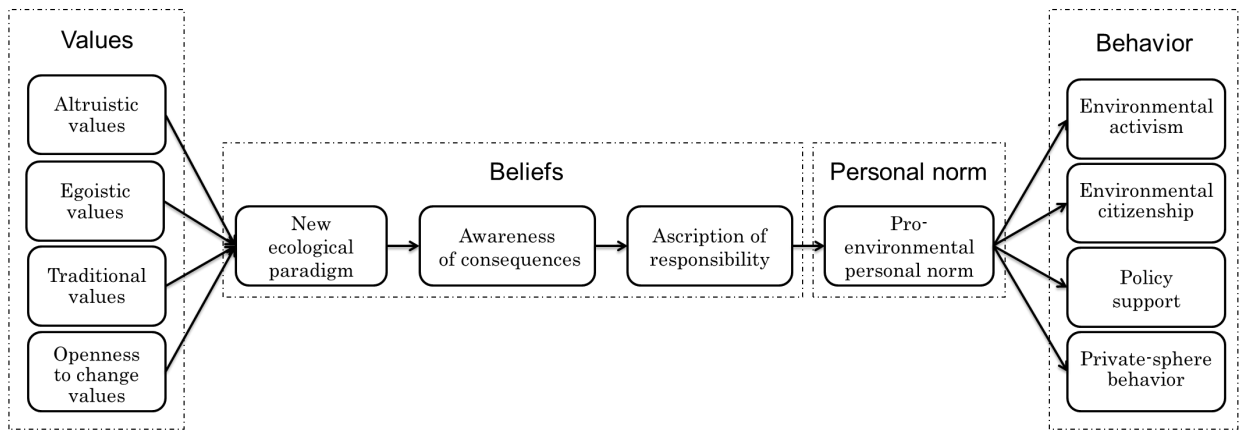 Values
Altruistic
values
Egoistic
values
Traditional
values
Openness
to change
values
Beliefs
New
ecological
paradigm
Awareness
of consequences
Ascription of
responsibility
Personal norm
Pro-
environmental
personal norm
Behavior
Environmental
activism
Environmental
citizenship
Policy
support
Private-sphere
behavior